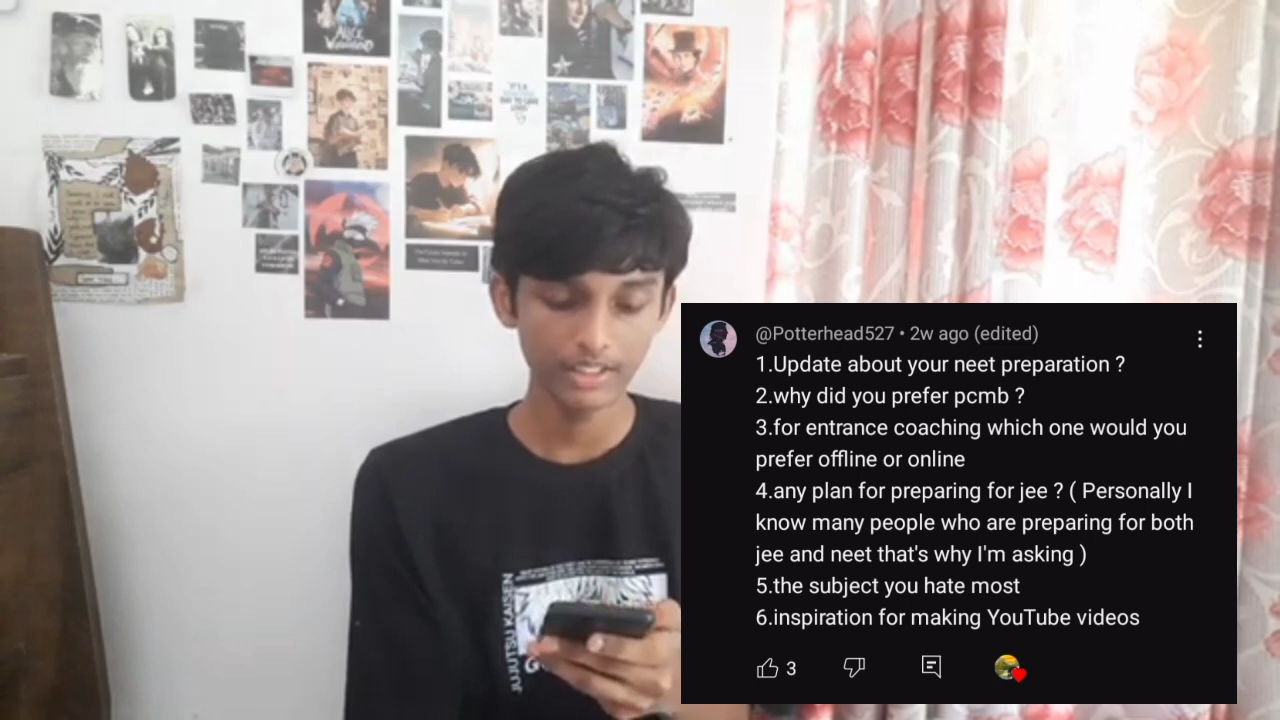 ALICE
@Potterhead527 • 2w ago (edited)
1.Update about your neet preparation ?
2.why did you prefer pcmb ?
3.for entrance coaching which one would you
prefer offline or online
4.any plan for preparing for jee ? ( Personally I
know many people who are preparing for both
jee and neet that's why I'm asking )
5.the subject you hate most
6.inspiration for making YouTube videos
3
JUJUTSU KAISEN